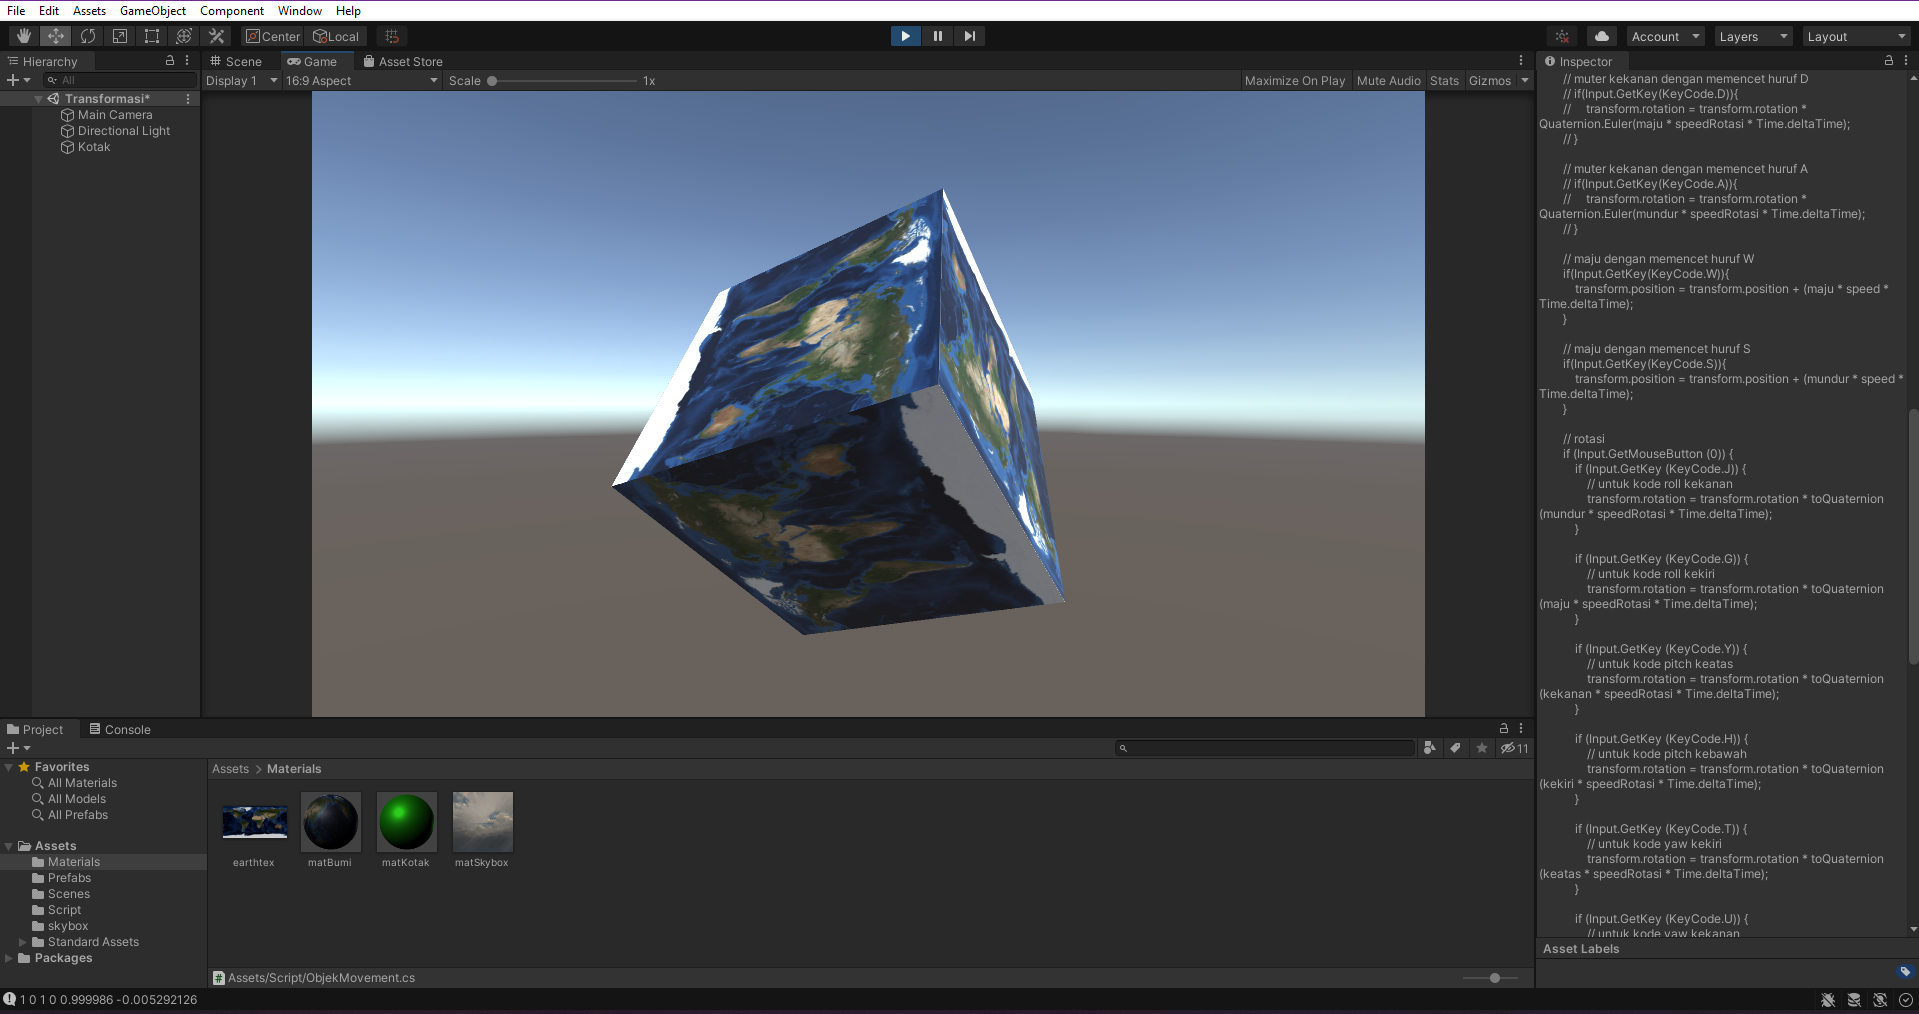 File Edit Assets GameObject Component Window Help
Center Local
Account Layers Layout
Hierarchy
All
Transformasi*
Main Camera
Directional Light
Kotak
Scene Game Asset Store
Display 1 16:9 Aspect Scale 1x Maximize On Play Mute Audio Stats Gizmos
Inspector
// muter kekanan dengan memencet huruf D
// if(Input.GetKey(KeyCode.D)){
// transform.rotation = transform.rotation *
Quaternion.Euler(maju * speedRotasi * Time.deltaTime);
// }
// muter kekanan dengan memencet huruf A
// if(Input.GetKey(KeyCode.A)){
// transform.rotation = transform.rotation *
Quaternion.Euler(mundur * speedRotasi * Time.deltaTime);
// }
// maju dengan memencet huruf W
if(Input.GetKey(KeyCode.W)){
transform.position = transform.position + (maju * speed *
Time.deltaTime);
}
// maju dengan memencet huruf S
if(Input.GetKey(KeyCode.S)){
transform.position = transform.position + (mundur * speed *
Time.deltaTime);
}
// rotasi
if (Input.GetMouseButton (0)) {
if (Input.GetKey (KeyCode.J)) {
// untuk kode roll kekanan
transform.rotation = transform.rotation * toQuaternion
(mundur * speedRotasi * Time.deltaTime);
}
if (Input.GetKey (KeyCode.G)) {
// untuk kode roll kekiri
transform.rotation = transform.rotation * toQuaternion
(maju * speedRotasi * Time.deltaTime);
}
if (Input.GetKey (KeyCode.Y)) {
// untuk kode pitch keatas
transform.rotation = transform.rotation * toQuaternion
(kekanan * speedRotasi * Time.deltaTime);
}
if (Input.GetKey (KeyCode.H)) {
// untuk kode pitch kebawah
transform.rotation = transform.rotation * toQuaternion
(kekiri * speedRotasi * Time.deltaTime);
}
if (Input.GetKey (KeyCode.T)) {
// untuk kode yaw kekiri
transform.rotation = transform.rotation * toQuaternion
(keatas * speedRotasi * Time.deltaTime);
}
if (Input.GetKey (KeyCode.U)) {
// untuk kode yaw kekanan
Asset Labels
Project Console
11
Favorites
All Materials
All Models
All Prefabs
Assets
Materials
Prefabs
Scenes
Script
skybox
Standard Assets
Packages
Assets > Materials
earthtex matBumi matKotak matSkybox
Assets/Script/ObjekMovement.cs
1 0 1 0 0.999986 -0.005292126